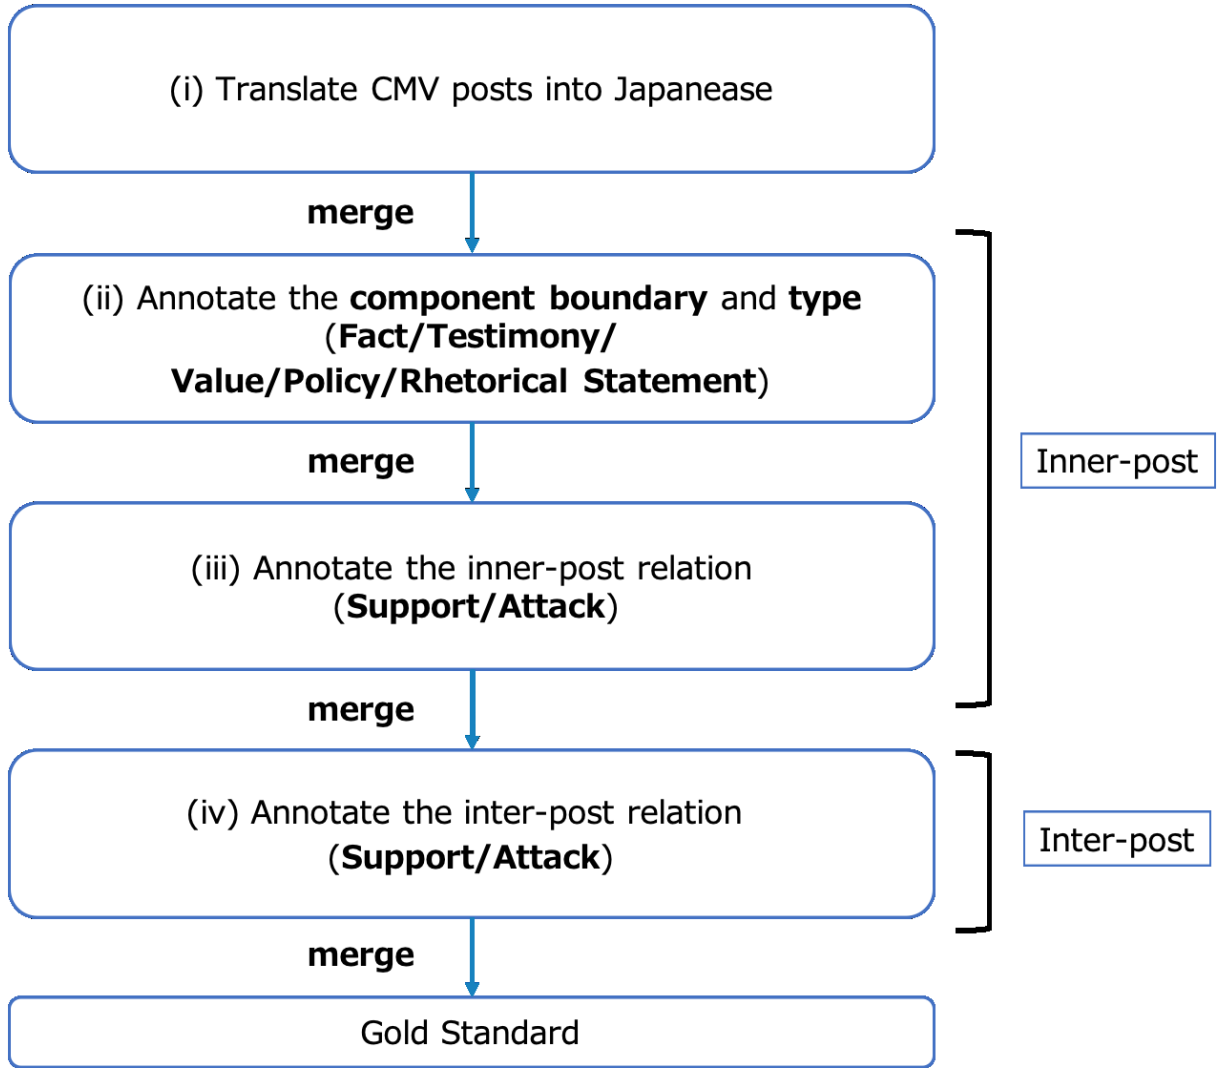 (i) Translate CMV posts into Japanease
merge
(ii) Annotate the component boundary and type
(Fact/Testimony/
Value/Policy/Rhetorical Statement)
merge
Inner-post
(iii) Annotate the inner-post relation
(Support/Attack)
merge
(iv) Annotate the inter-post relation
(Support/Attack)
Inter-post
merge
Gold Standard